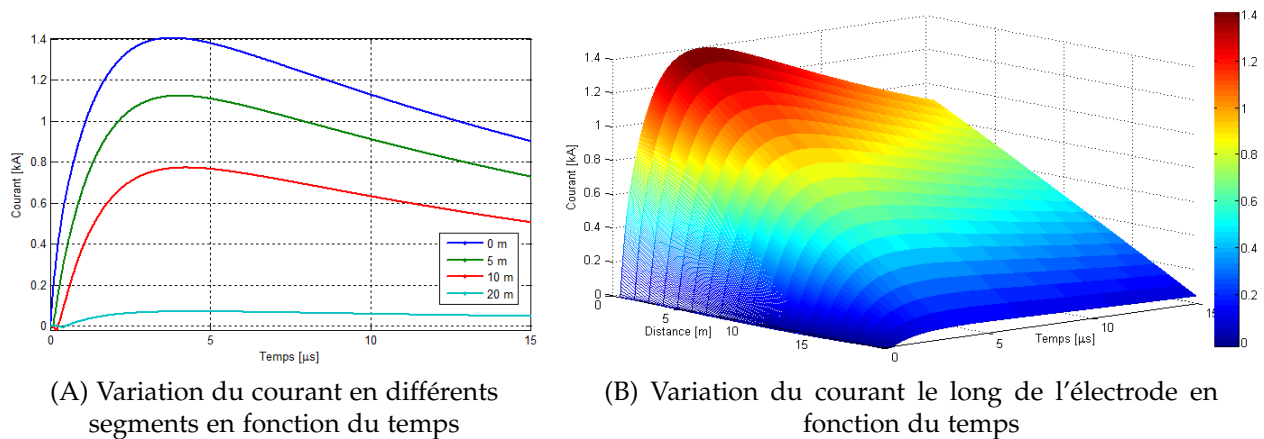 1.4
1.2
1
0.8
0.6
0.4
0.2
0
Courant [kA]
0 m
5 m
10 m
20 m
0
5
10
15
Temps [µs]
1.4
1.2
1
0.8
0.6
0.4
0.2
0
Courant [kA]
0
5
10
15
Distance [m]
0
5
10
15
Temps [µs]
1.4
1.2
1
0.8
0.6
0.4
0.2
0
(A) Variation du courant en différents
segments en fonction du temps
(B) Variation du courant le long de l'électrode en
fonction du temps